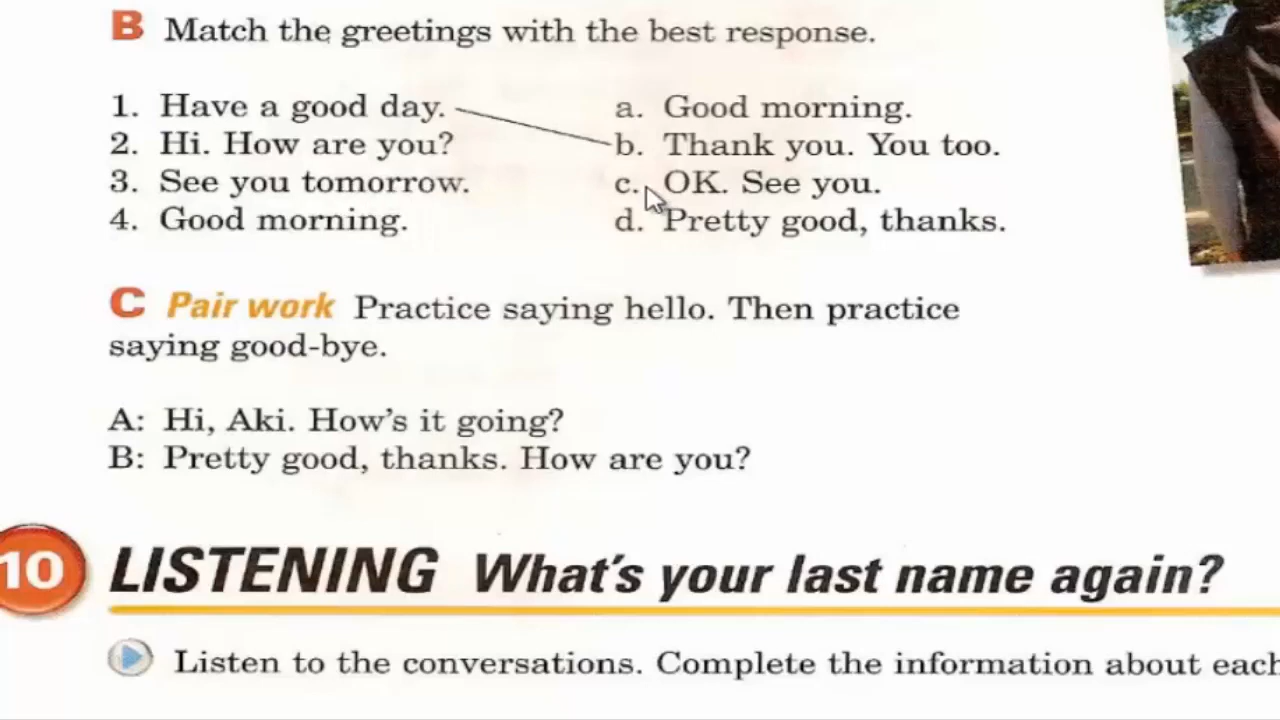 B Match the greetings with the best response.
1. Have a good day.
2. Hi. How are you?
3. See you tomorrow.
4. Good morning.
a. Good morning.
b. Thank you. You too.
c. OK. See you.
d. Pretty good, thanks.
C Pair work Practice saying hello. Then practice
saying good-bye.
A: Hi, Aki. How's it going?
B: Pretty good, thanks. How are you?
10 LISTENING What's your last name again?
Listen to the conversations. Complete the information about each